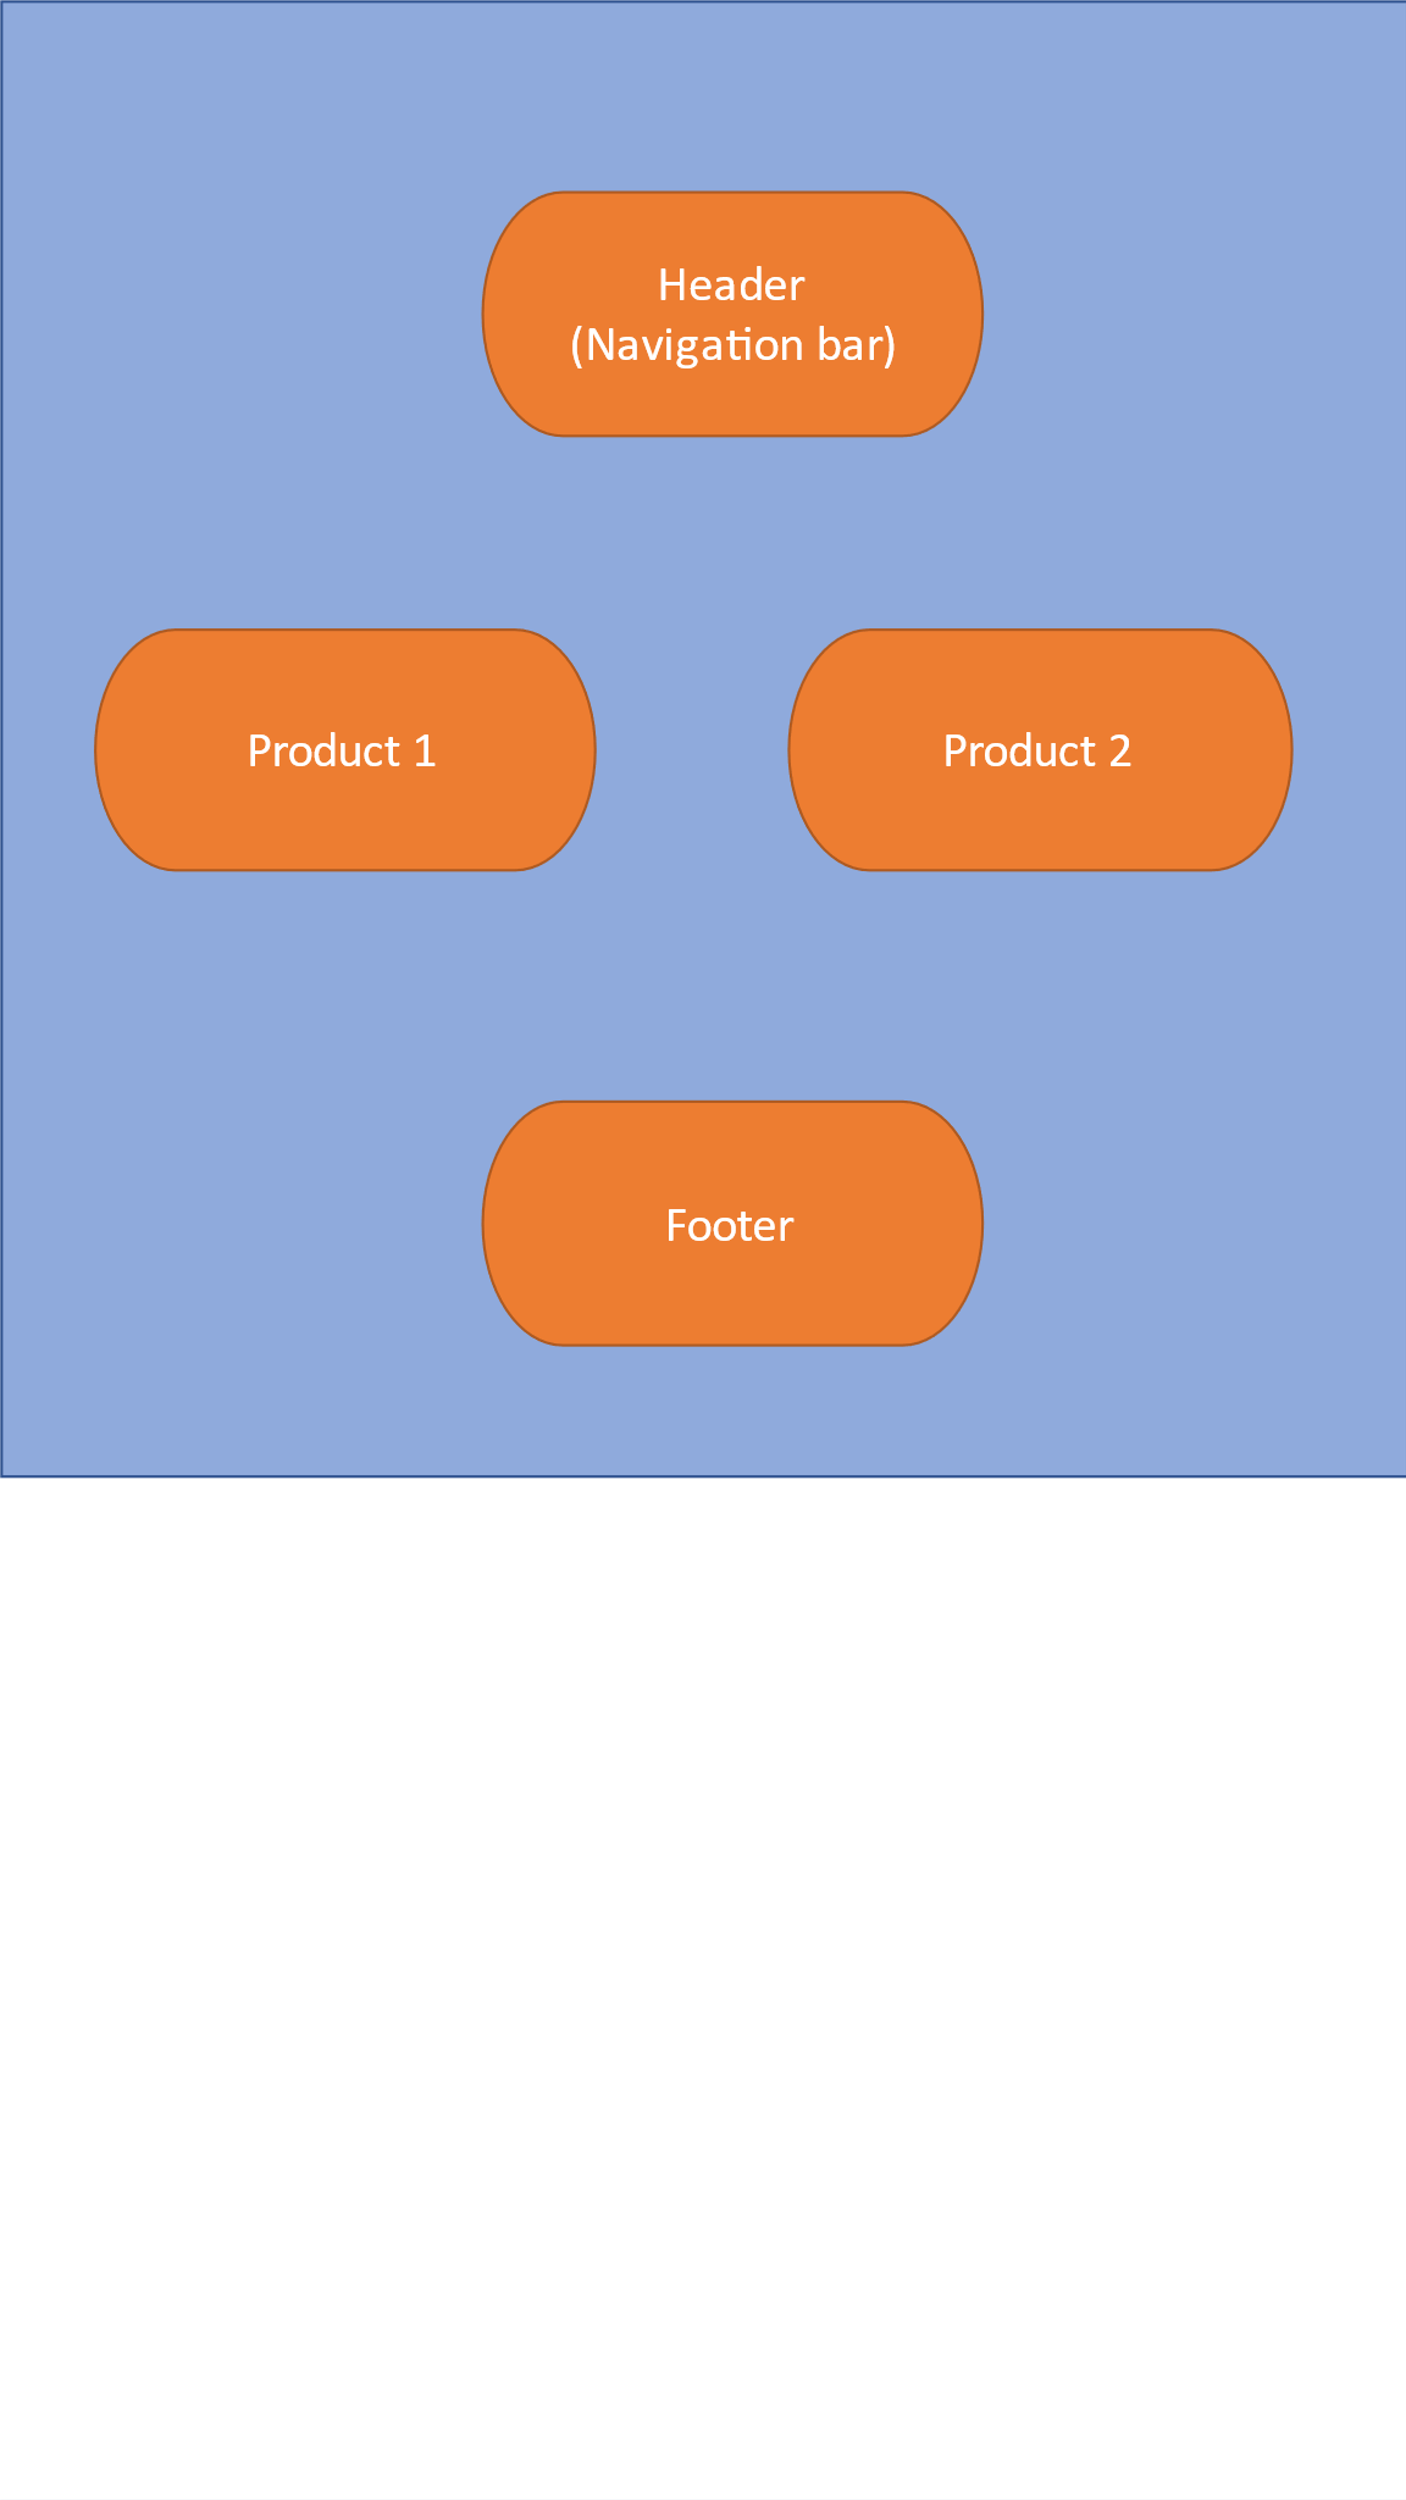 Header
(Navigation bar)
Product 1
Product 2
Footer